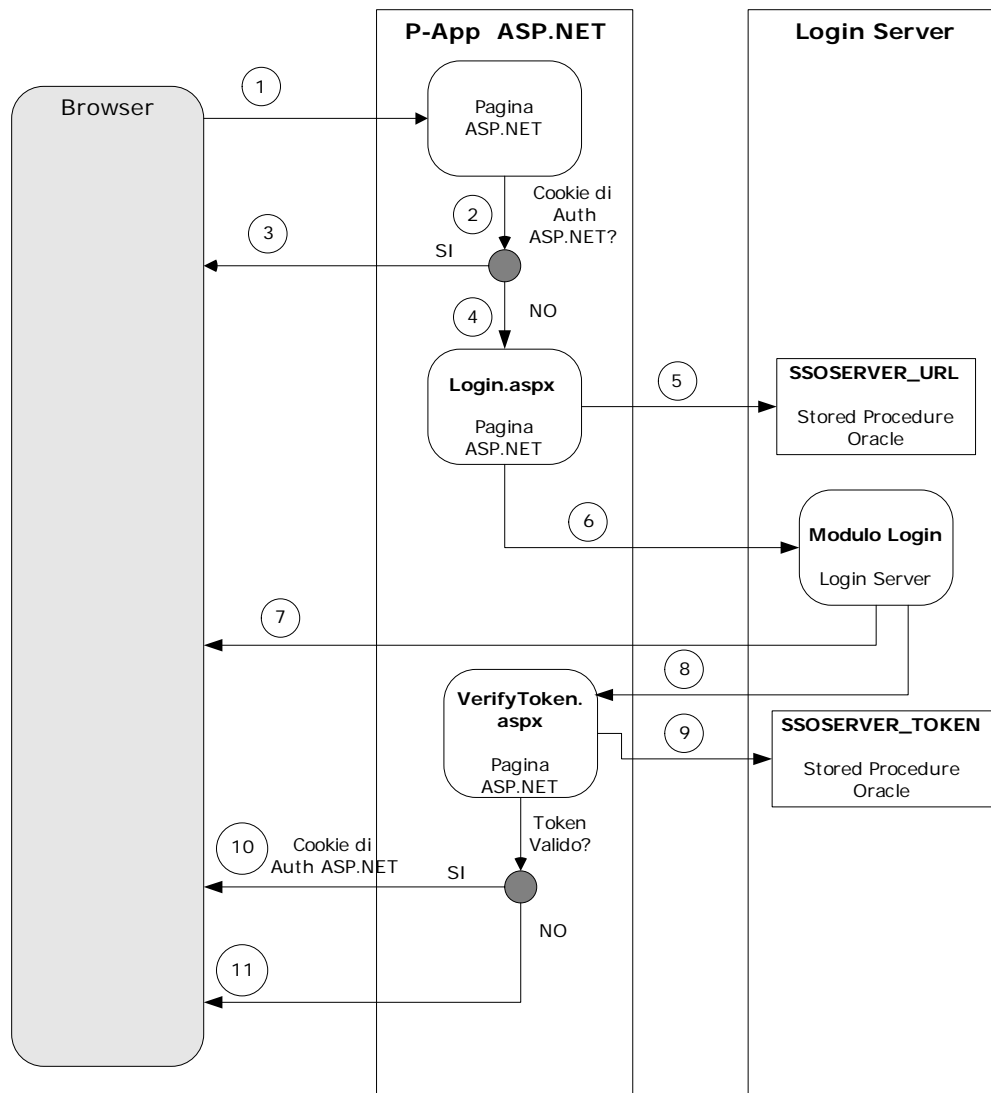 P-App ASP.NET
Login Server
Browser
1
Pagina
ASP.NET
2
Cookie di
Auth
ASP.NET?
3
SI
4
NO
Login.aspx
Pagina
ASP.NET
5
SSOSERVER_URL
Stored Procedure
Oracle
6
Modulo Login
Login Server
7
8
VerifyToken.
aspx
Pagina
ASP.NET
9
SSOSERVER_TOKEN
Stored Procedure
Oracle
Token
Valido?
10
Cookie di
Auth ASP.NET
SI
NO
11